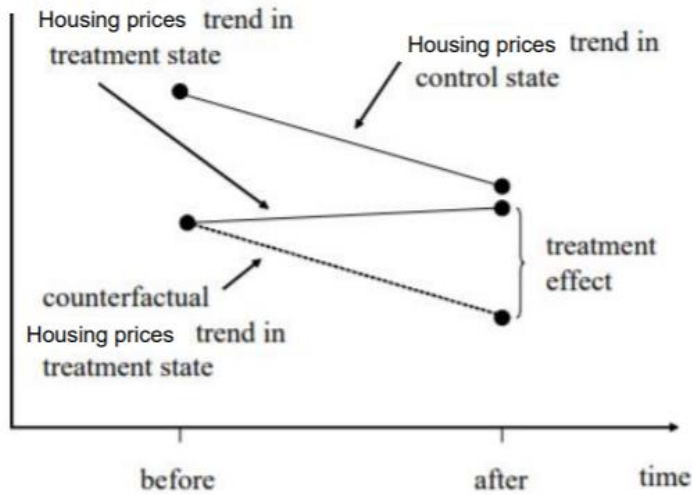 Housing prices trend in
treatment state
Housing prices trend in
control state
treatment
effect
counterfactual
Housing prices trend in
treatment state
before
after
time